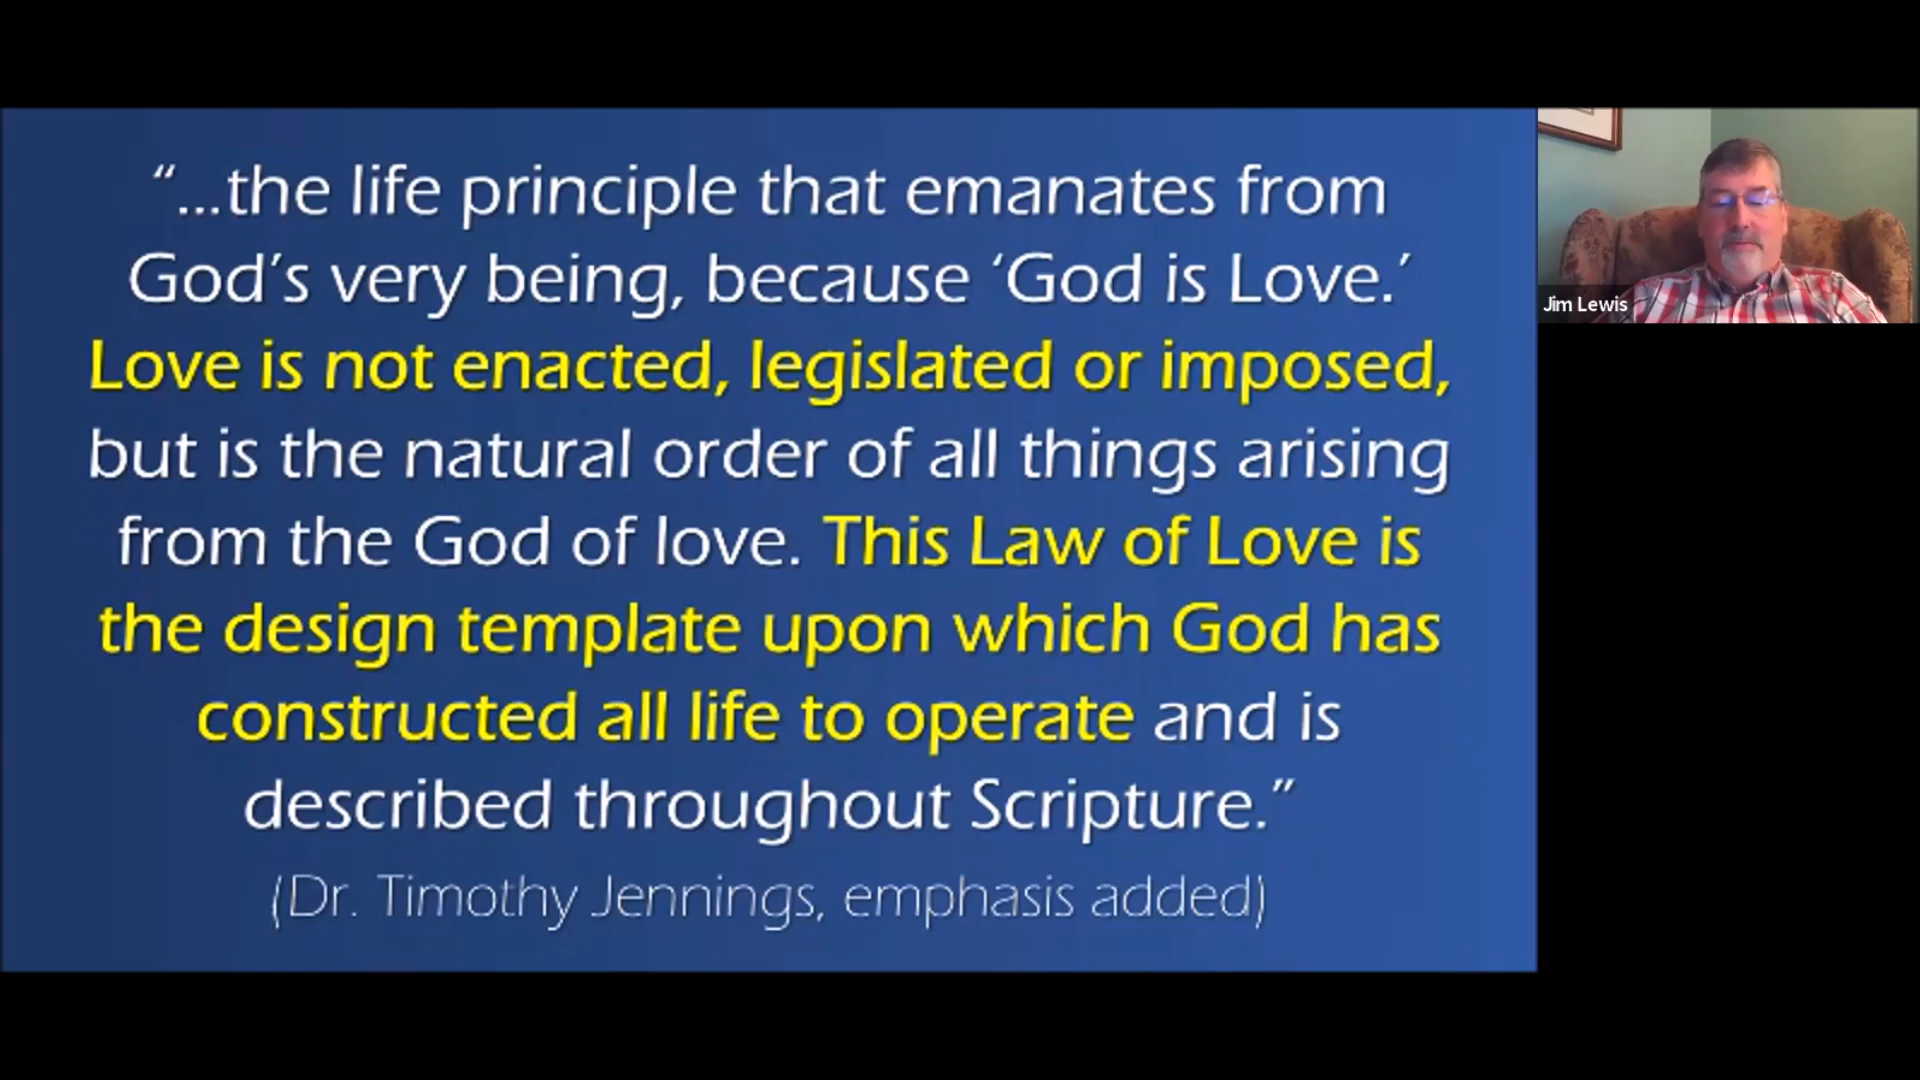 “...the life principle that emanates from
God’s very being, because ‘God is Love.’
Love is not enacted, legislated or imposed,
but is the natural order of all things arising
from the God of love. This Law of Love is
the design template upon which God has
constructed all life to operate and is
described throughout Scripture.”
(Dr. Timothy Jennings, emphasis added)
Jim Lewis